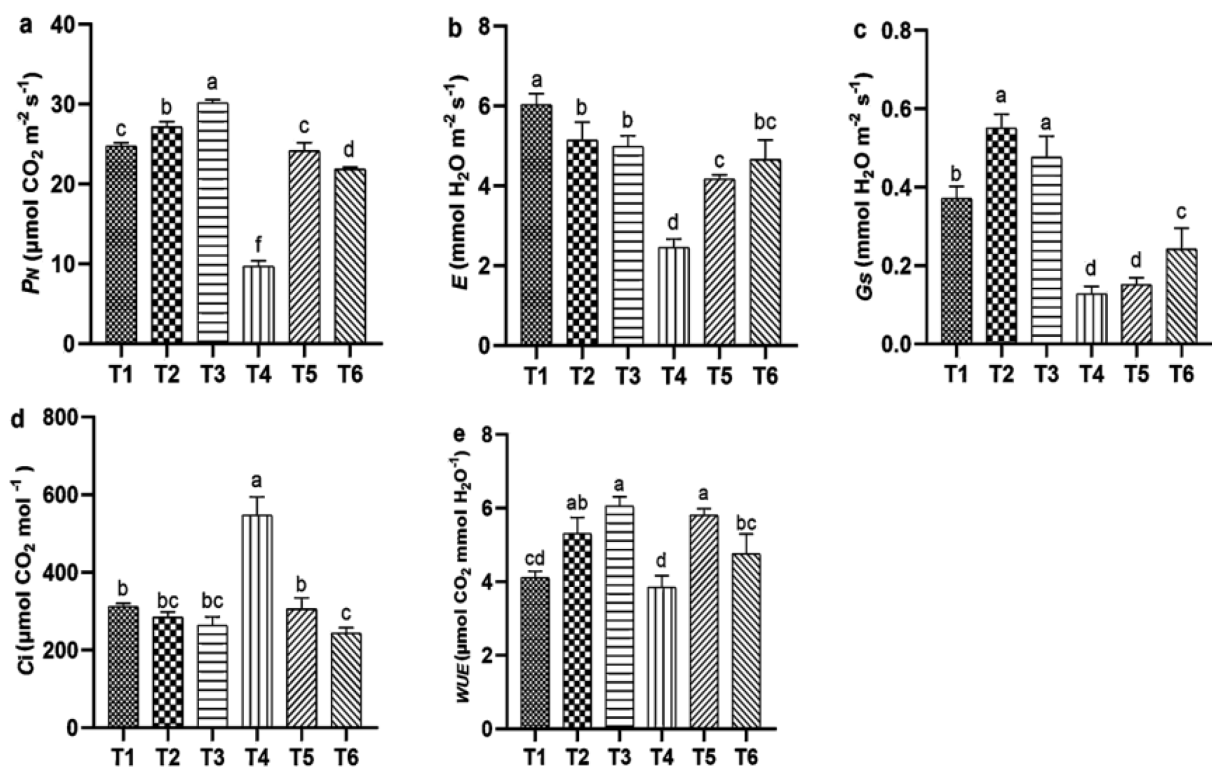 a
P_N (µmol CO₂ m⁻² s⁻¹)
40
30
20
10
0
c
b
a
f
c
d
T1 T2 T3 T4 T5 T6
b
E (mmol H₂O m⁻² s⁻¹)
8
6
4
2
0
a
b
b
d
c
bc
T1 T2 T3 T4 T5 T6
c
Gs (mmol H₂O m⁻² s⁻¹)
0.8
0.6
0.4
0.2
0.0
b
a
a
d
d
c
T1 T2 T3 T4 T5 T6
d
Ci (µmol CO₂ mol⁻¹)
800
600
400
200
0
b
bc
bc
a
b
c
T1 T2 T3 T4 T5 T6
e
WUE (µmol CO₂ mmol H₂O⁻¹)
8
6
4
2
0
cd
ab
a
d
a
bc
T1 T2 T3 T4 T5 T6